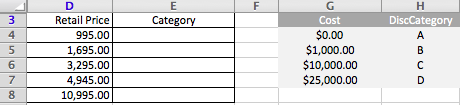 D E F G H
3 Retail Price Category Cost DiscCategory
4 995.00 $0.00 A
5 1,695.00 $1,000.00 B
6 3,295.00 $10,000.00 C
7 4,945.00 $25,000.00 D
8 10,995.00